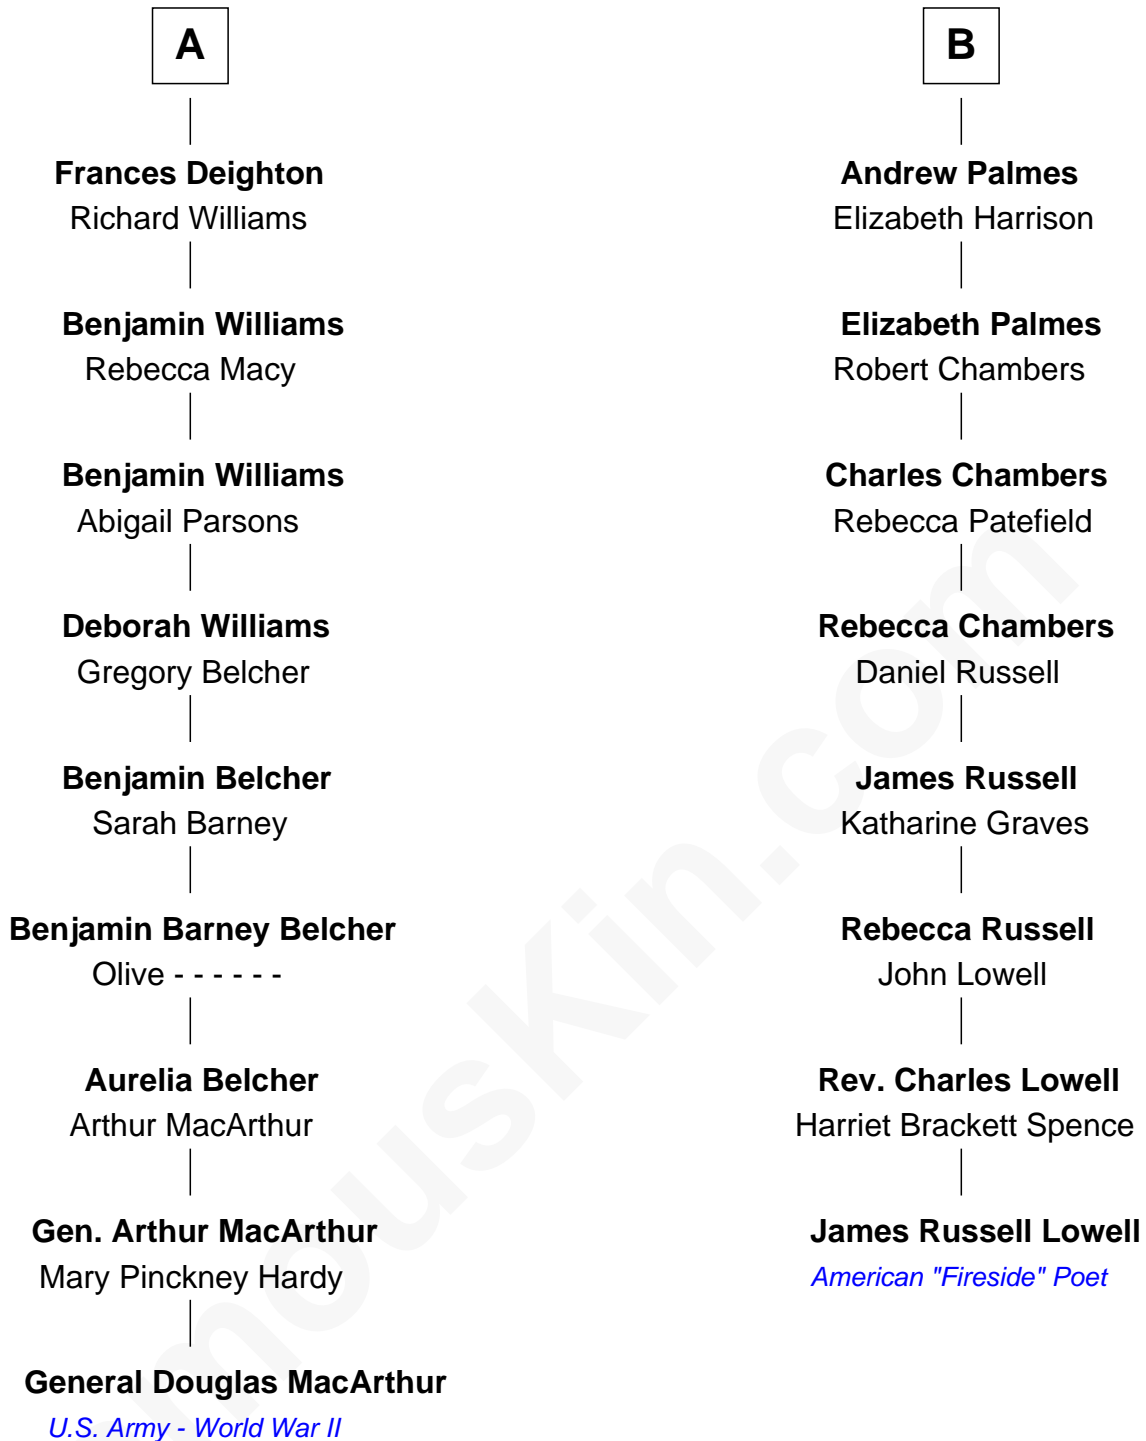 A
Frances Deighton
Richard Williams
Benjamin Williams
Rebecca Macy
Benjamin Williams
Abigail Parsons
Deborah Williams
Gregory Belcher
Benjamin Belcher
Sarah Barney
Benjamin Barney Belcher
Olive - - - - - -
Aurelia Belcher
Arthur MacArthur
Gen. Arthur MacArthur
Mary Pinckney Hardy
General Douglas MacArthur
U.S. Army - World War II
B
Andrew Palmes
Elizabeth Harrison
Elizabeth Palmes
Robert Chambers
Charles Chambers
Rebecca Patefield
Rebecca Chambers
Daniel Russell
James Russell
Katharine Graves
Rebecca Russell
John Lowell
Rev. Charles Lowell
Harriet Brackett Spence
James Russell Lowell
American "Fireside" Poet
mousKin.com